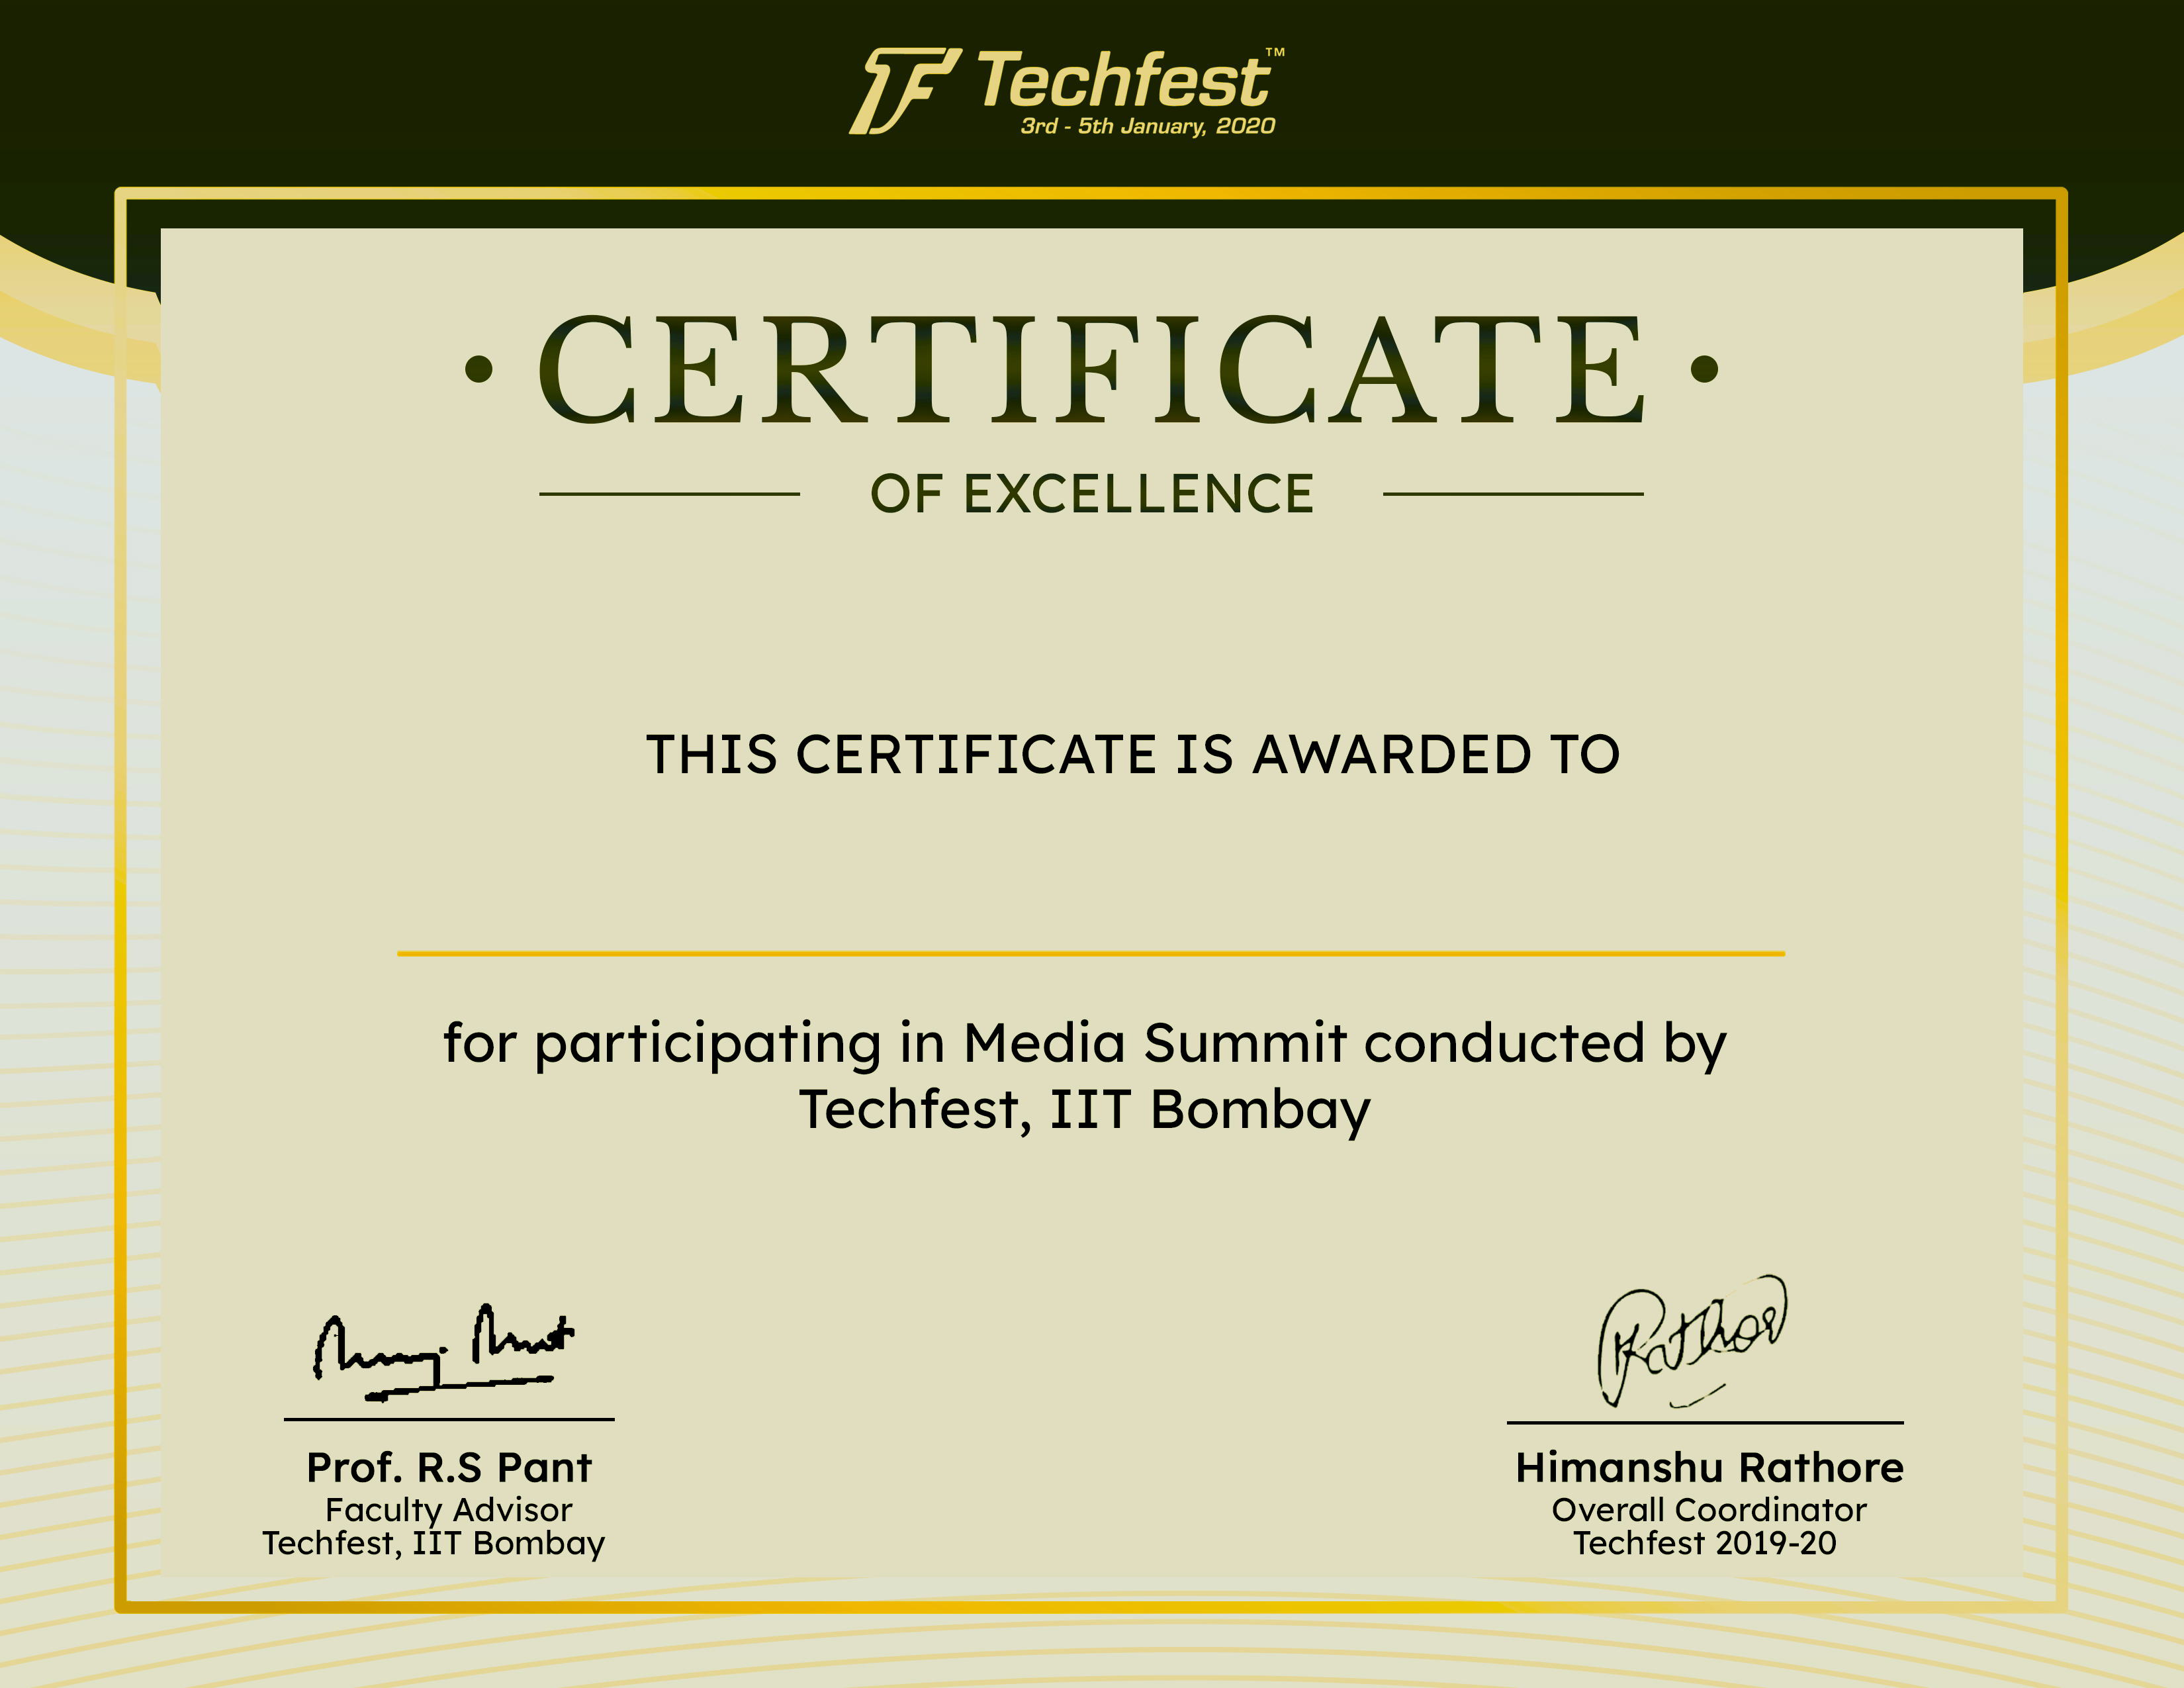 Techfest™
3rd - 5th January, 2020
• CERTIFICATE •
OF EXCELLENCE
THIS CERTIFICATE IS AWARDED TO
for participating in Media Summit conducted by
Techfest, IIT Bombay
Rathor
Prof. R.S Pant
Faculty Advisor
Techfest, IIT Bombay
Himanshu Rathore
Overall Coordinator
Techfest 2019-20